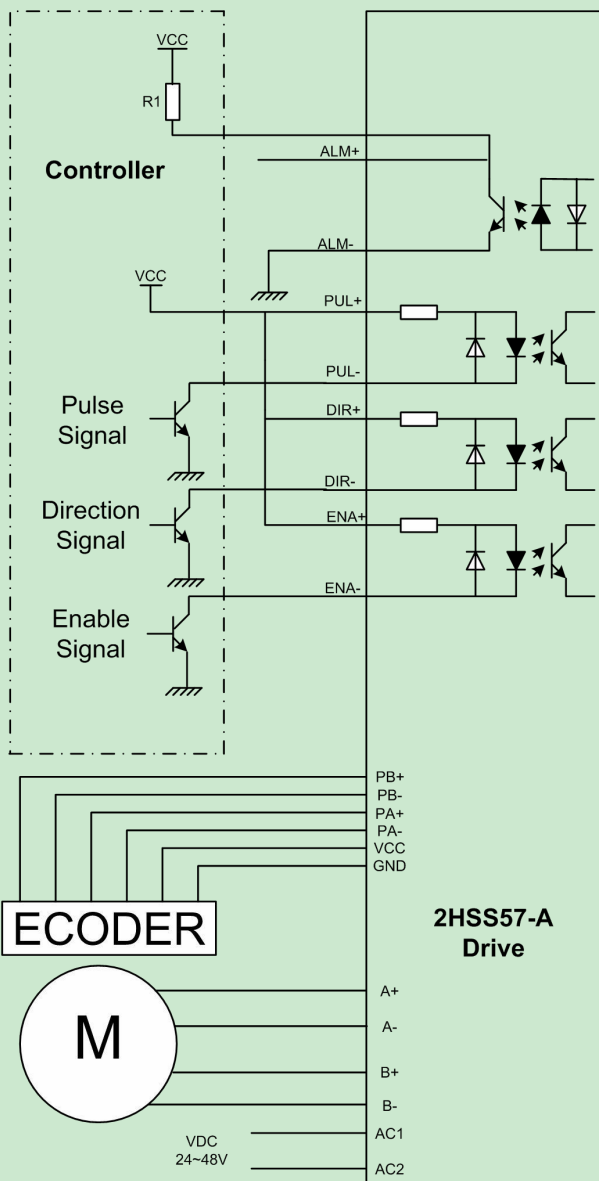 VCC
R1
Controller
ALM+
ALM-
VCC
PUL+
PUL-
Pulse
Signal
DIR+
DIR-
Direction
Signal
ENA+
ENA-
Enable
Signal
PB+
PB-
PA+
PA-
VCC
GND
ECODER
2HSS57-A
Drive
M
A+
A-
B+
B-
VDC
24~48V
AC1
AC2